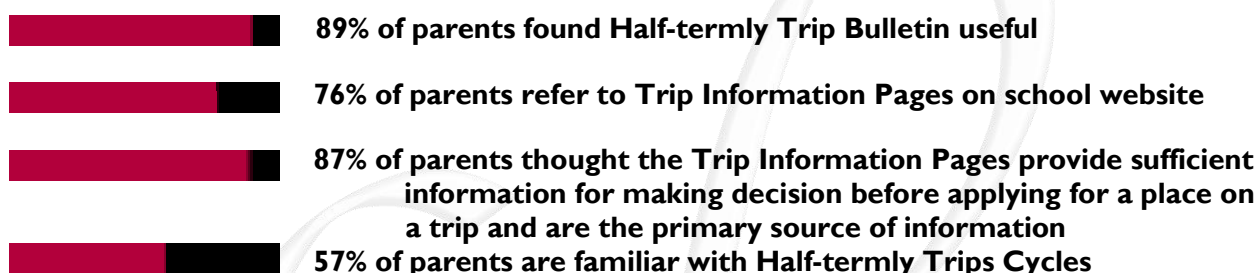 89% of parents found Half-termly Trip Bulletin useful
76% of parents refer to Trip Information Pages on school website
87% of parents thought the Trip Information Pages provide sufficient
information for making decision before applying for a place on
a trip and are the primary source of information
57% of parents are familiar with Half-termly Trips Cycles